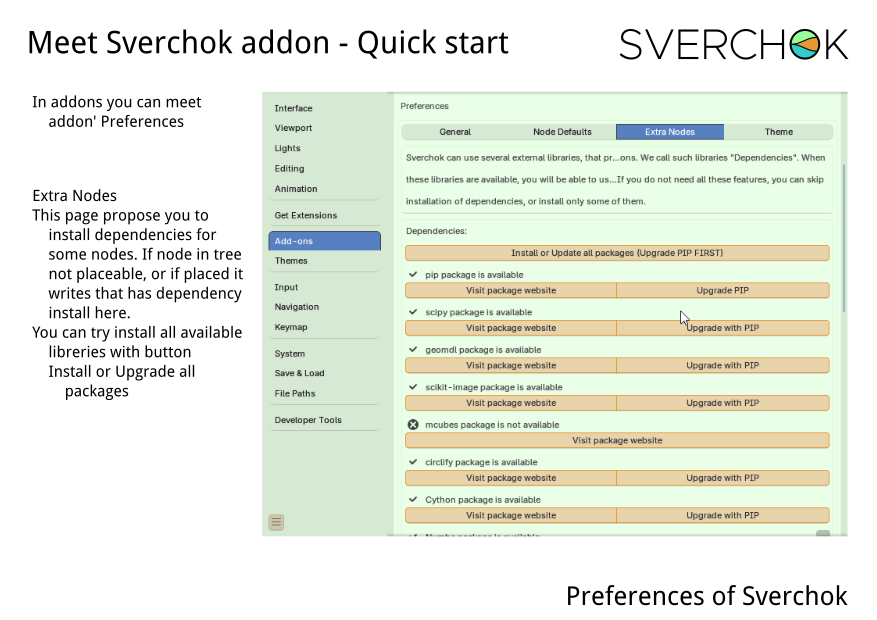 Meet Sverchok addon - Quick start
SVERCHOK
In addons you can meet
addon' Preferences
Extra Nodes
This page propose you to
install dependencies for
some nodes. If node in tree
not placeable, or if placed it
writes that has dependency
install here.
You can try install all available
libreries with button
Install or Upgrade all
packages
Interface
Viewport
Lights
Editing
Animation
Get Extensions
Add-ons
Themes
Input
Navigation
Keymap
System
Save & Load
File Paths
Developer Tools
Preferences
General Node Defaults Extra Nodes Theme
Sverchok can use several external libraries, that pr...ons. We call such libraries "Dependencies". When
these libraries are available, you will be able to us...If you do not need all these features, you can skip
installation of dependencies, or install only some of them.
Dependencies:
Install or Update all packages (Upgrade PIP FIRST)
pip package is available
Visit package website Upgrade PIP
scipy package is available
Visit package website Upgrade with PIP
geomdl package is available
Visit package website Upgrade with PIP
scikit-image package is available
Visit package website Upgrade with PIP
mcubes package is not available
Visit package website
circlify package is available
Visit package website Upgrade with PIP
Cython package is available
Visit package website Upgrade with PIP
Preferences of Sverchok